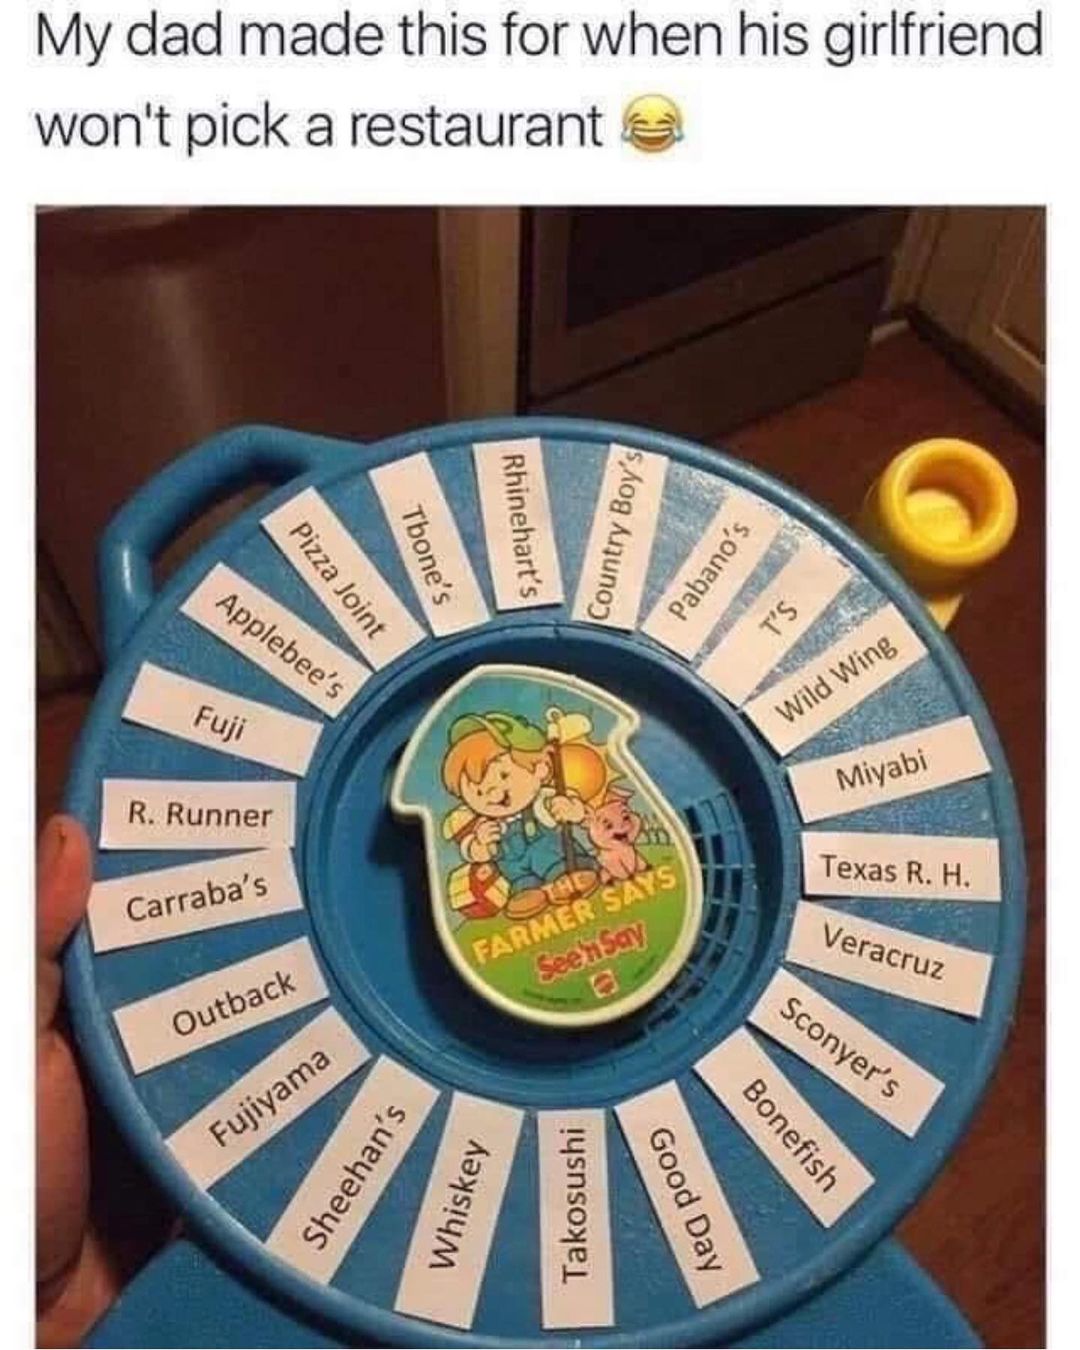 My dad made this for when his girlfriend
won't pick a restaurant 😂
Rhinehart's
Country Boy's
Pabano's
T'S
Wild Wing
Miyabi
Texas R. H.
Veracruz
Sconyer's
Bonefish
Good Day
Takosushi
Whiskey
Sheehan's
Fujiyama
Outback
Carraba's
R. Runner
Fuji
Applebee's
Pizza Joint
Tbone's
THE
FARMER SAYS
See 'n Say